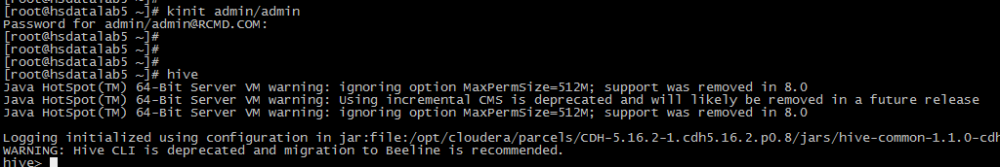 [root@hsdatalab5 ~]# kinit admin/admin
Password for admin/admin@RCMD.COM:
[root@hsdatalab5 ~]#
[root@hsdatalab5 ~]#
[root@hsdatalab5 ~]#
[root@hsdatalab5 ~]# hive
Java HotSpot(TM) 64-Bit Server VM warning: ignoring option MaxPermSize=512M; support was removed in 8.0
Java HotSpot(TM) 64-Bit Server VM warning: Using incremental CMS is deprecated and will likely be removed in a future release
Java HotSpot(TM) 64-Bit Server VM warning: ignoring option MaxPermSize=512M; support was removed in 8.0
Logging initialized using configuration in jar:file:/opt/cloudera/parcels/CDH-5.16.2-1.cdh5.16.2.p0.8/jars/hive-common-1.1.0-cdh
WARNING: Hive CLI is deprecated and migration to Beeline is recommended.
hive>